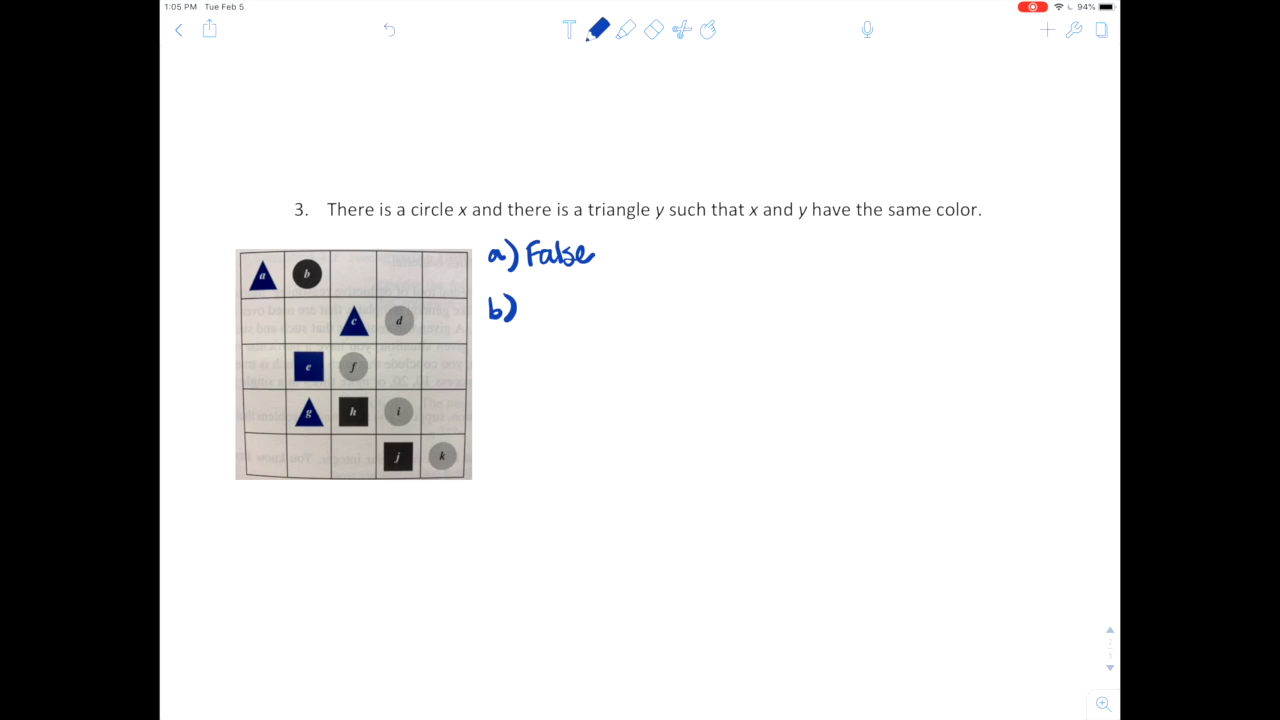 1:05 PM Tue Feb 5
94%
T
3. There is a circle x and there is a triangle y such that x and y have the same color.
a) False
b)
a b
c d
e f
g h i
j k